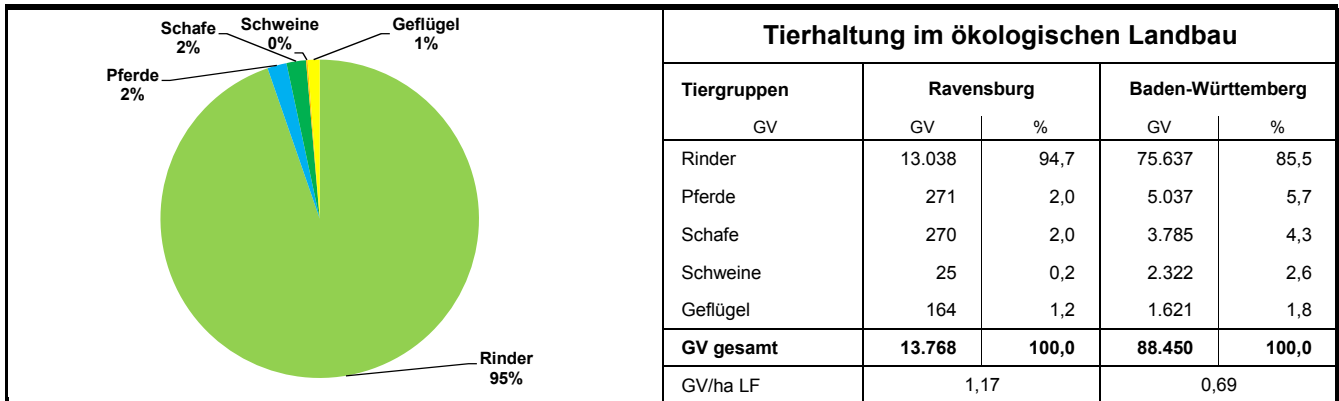 Schafe
2%
Schweine
0%
Geflügel
1%
Pferde
2%
Rinder
95%
Tierhaltung im ökologischen Landbau
Tiergruppen Ravensburg Baden-Württemberg
GV GV % GV %
Rinder 13.038 94,7 75.637 85,5
Pferde 271 2,0 5.037 5,7
Schafe 270 2,0 3.785 4,3
Schweine 25 0,2 2.322 2,6
Geflügel 164 1,2 1.621 1,8
GV gesamt 13.768 100,0 88.450 100,0
GV/ha LF 1,17 0,69